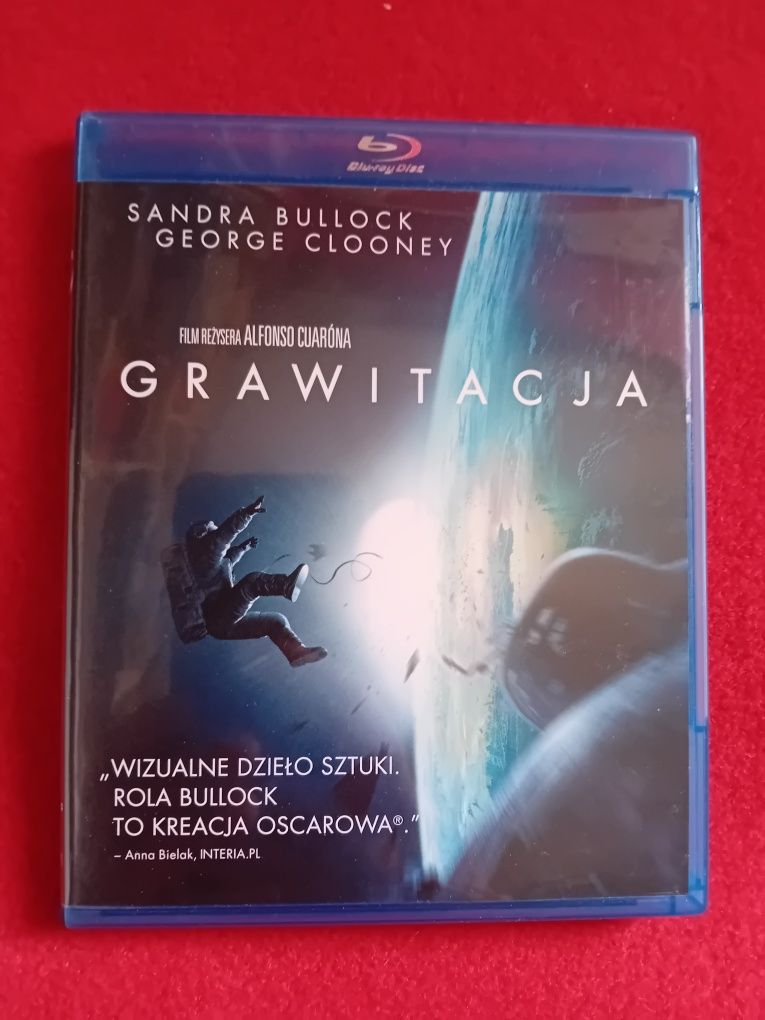 Blu-ray Disc
SANDRA BULLOCK
GEORGE CLOONEY
FILM REŻYSERA ALFONSO CUARÓNA
GRAWITACJA
„WIZUALNE DZIEŁO SZTUKI.
ROLA BULLOCK
TO KREACJA OSCAROWA®.”
– Anna Bielak, INTERIA.PL